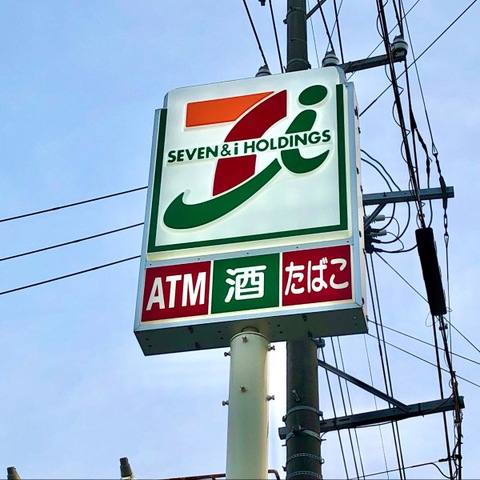 7i
SEVEN&i HOLDINGS
ATM 酒 たばこ